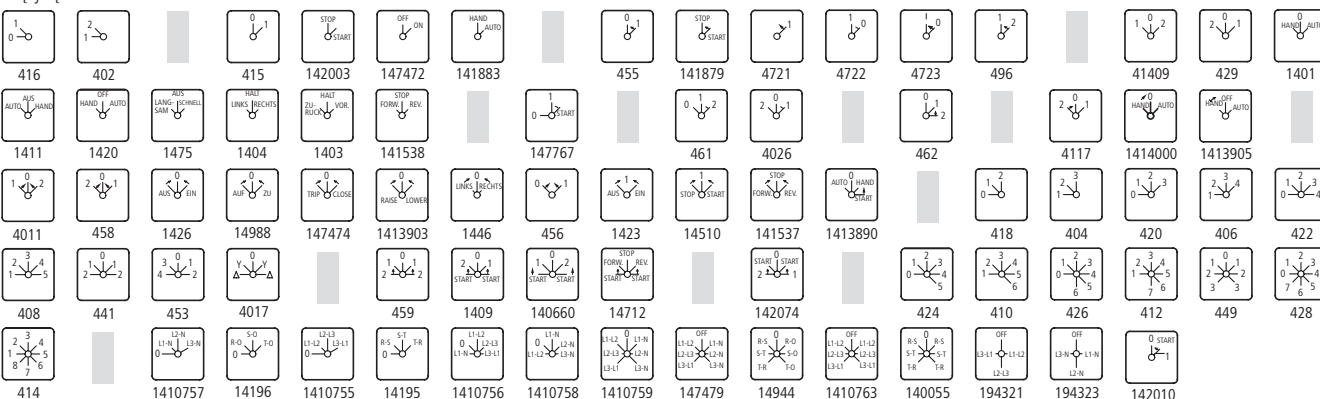 1 0
2 1
0 1
STOP START
OFF ON
HAND AUTO
0 1
STOP START
1
1 0
1 0
1 2
1 0 2
2 0 1
0 HAND AUTO
416 402 415 142003 147472 141883 455 141879 4721 4722 4723 496 41409 429 1401
AUS AUTO HAND
OFF HAND AUTO
AUS LANG- SAM SCHNELL
HALT LINKS RECHTS
HALT ZU- RUCK VOR.
STOP FORW. REV.
1 0 START
0 1 2
2 0 1
0 1 2
2 0 1
0 HAND AUTO
OFF HAND AUTO
1411 1420 1475 1404 1403 141538 147767 461 4026 462 4117 1414000 1413905
1 0 2
2 0 1
0 AUS EIN
0 AUF ZU
0 TRIP CLOSE
0 RAISE LOWER
0 LINKS RECHTS
0 1
1 AUS EIN
1 STOP START
STOP FORW. REV.
0 AUTO HAND START
0 1 2
1 2 3
0 1 2 3
1 2 3 4
0 1 2 3 4
4011 458 1426 14988 147474 1413903 1446 456 1423 14510 141537 1413890 418 404 420 406 422
1 2 3 4 5
2 1 0 1 2
4 3 0 1 2
Δ Y 0 Y Δ
2 1 0 1 2
2 0 1 START START
1 0 2 START START
STOP FORW. REV. START START
0 START START 2 1
0 1 2 3 4 5
1 2 3 4 5 6
0 1 2 3 4 5 6
1 2 3 4 5 6 7
3 2 1 0 1 2 3
0 1 2 3 4 5 6 7
408 441 453 4017 459 1409 140660 14712 142074 424 410 426 412 449 428
1 2 3 4 5 6 7 8
L2-N L1-N L3-N 0
S-O R-O T-O 0
L2-L3 L1-L2 L3-L1 0
S-T R-S T-R 0
L1-L2 0 L2-L3 L1-N L3-L1
L1-N 0 L2-N L1-L2 L3-N
0 L1-L2 L1-N L2-L3 L2-N L3-L1 L3-N
OFF L1-L2 L1-N L2-L3 L2-N L3-L1 L3-N
0 R-S R-O S-T S-O T-R T-O
OFF L1-L2 L1-L2 L2-L3 L2-L3 L3-L1 L3-L1
0 R-S R-S S-T S-T T-R T-R
OFF L3-L1 L1-L2 L2-L3
OFF L3-N L1-N L2-N
0 START 1
414 1410757 14196 1410755 14195 1410756 1410758 1410759 147479 14944 1410763 140055 194321 194323 142010